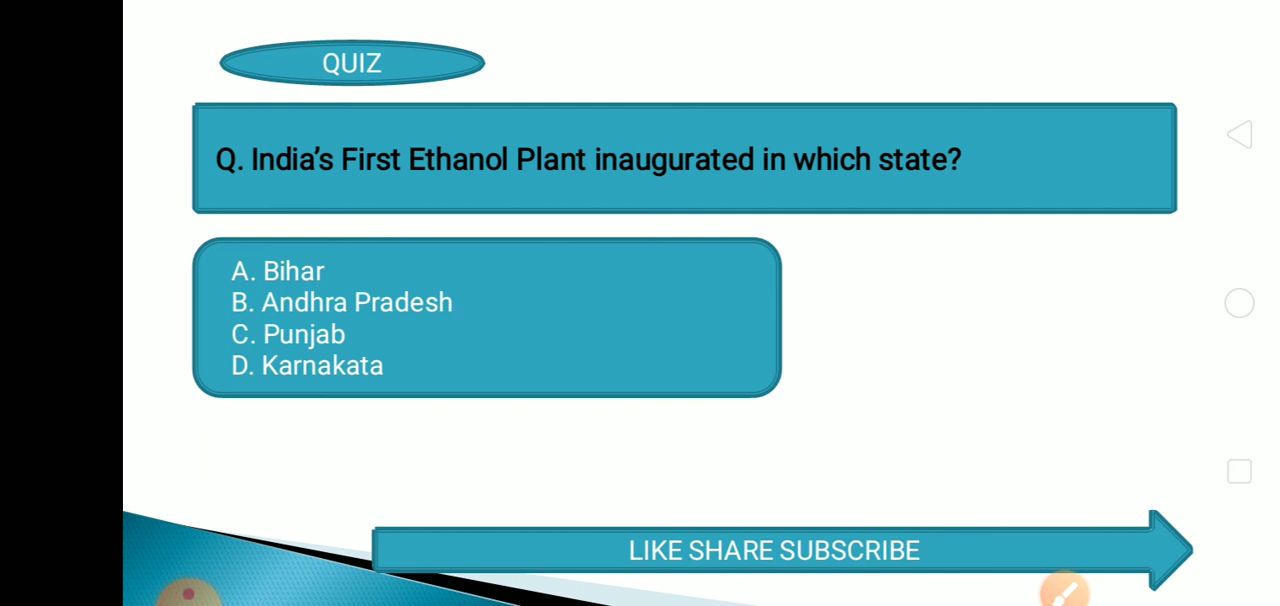 QUIZ
Q. India’s First Ethanol Plant inaugurated in which state?
A. Bihar
B. Andhra Pradesh
C. Punjab
D. Karnakata
LIKE SHARE SUBSCRIBE